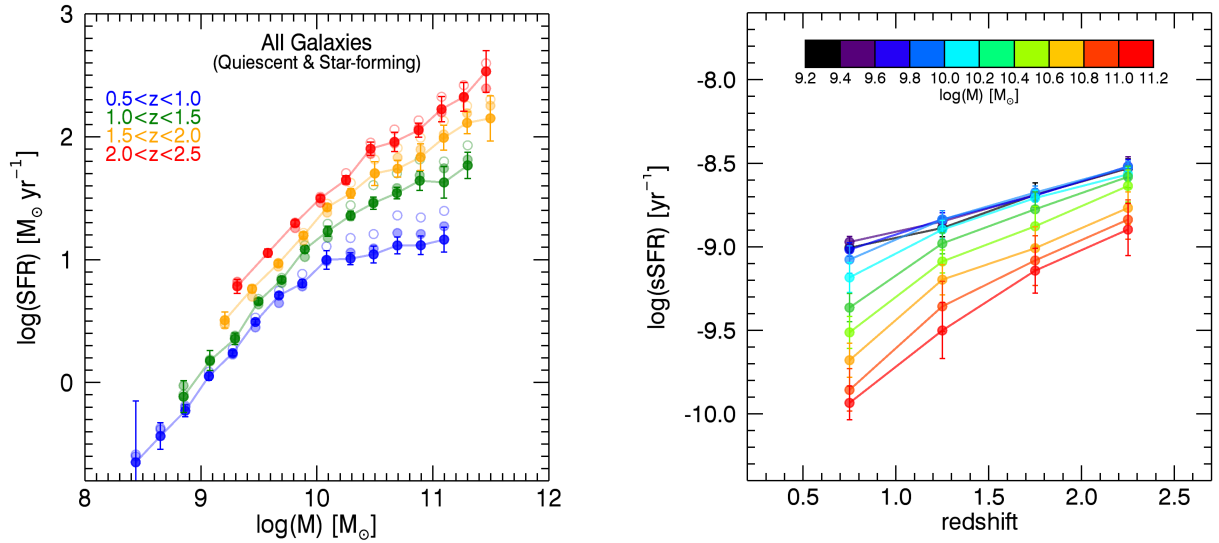 All Galaxies
(Quiescent & Star-forming)
0.5<z<1.0
1.0<z<1.5
1.5<z<2.0
2.0<z<2.5
3
2
1
0
log(SFR) [M☉ yr⁻¹]
8 9 10 11 12
log(M) [M☉]
9.2 9.4 9.6 9.8 10.0 10.2 10.4 10.6 10.8 11.0 11.2
log(M) [M☉]
-8.0
-8.5
-9.0
-9.5
-10.0
log(sSFR) [yr⁻¹]
0.5 1.0 1.5 2.0 2.5
redshift